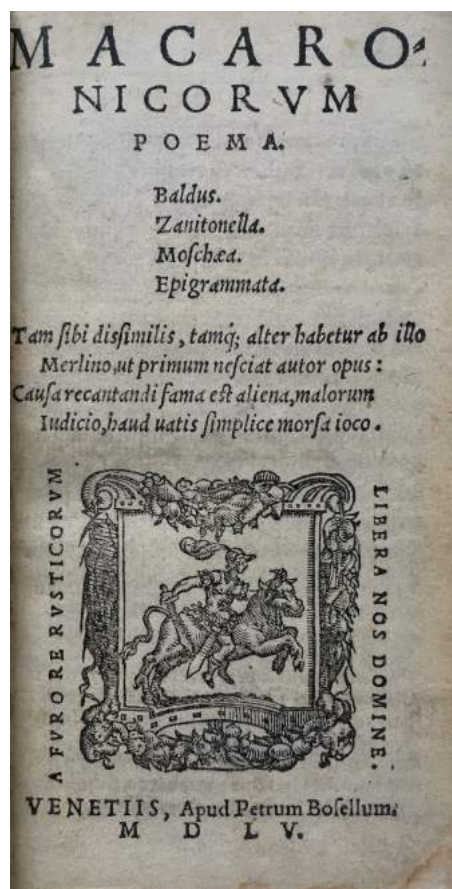 MACARO-
NICORVM
POEMA.
Baldus.
Zanitonella.
Moſchæa.
Epigrammata.
Tam ſibi diſſimilis, tamq́; alter habetur ab illo
Merlino, ut primum neſciat autor opus:
Cauſa recantandi fama eſt aliena, malorum
Iudicio, haud uatis ſimplice morſa ioco.
A FVRORE RVSTICORVM
LIBERA NOS DOMINE.
VENETIIS, Apud Petrum Boſellum.
M D L V.